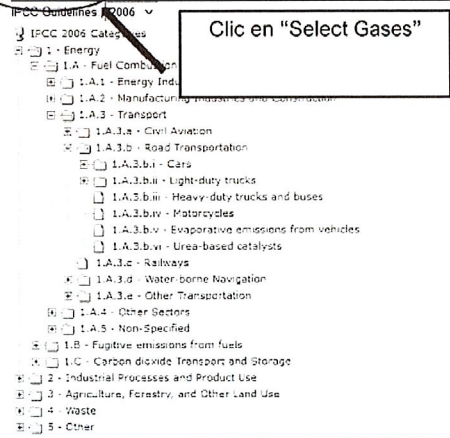 IPCC Guidelines 2006
Clic en “Select Gases”
IPCC 2006 Categories
1 - Energy
1.A - Fuel Combustion
1.A.1 - Energy Indu
1.A.2 - Manufacturing Industries and Construction
1.A.3 - Transport
1.A.3.a - Civil Aviation
1.A.3.b - Road Transportation
1.A.3.b.i - Cars
1.A.3.b.ii - Light-duty trucks
1.A.3.b.iii - Heavy-duty trucks and buses
1.A.3.b.iv - Motorcycles
1.A.3.b.v - Evaporative emissions from vehicles
1.A.3.b.vi - Urea-based catalysts
1.A.3.c - Railways
1.A.3.d - Water-borne Navigation
1.A.3.e - Other Transportation
1.A.4 - Other Sectors
1.A.5 - Non-Specified
1.B - Fugitive emissions from fuels
1.C - Carbon dioxide Transport and Storage
2 - Industrial Processes and Product Use
3 - Agriculture, Forestry, and Other Land Use
4 - Waste
5 - Other